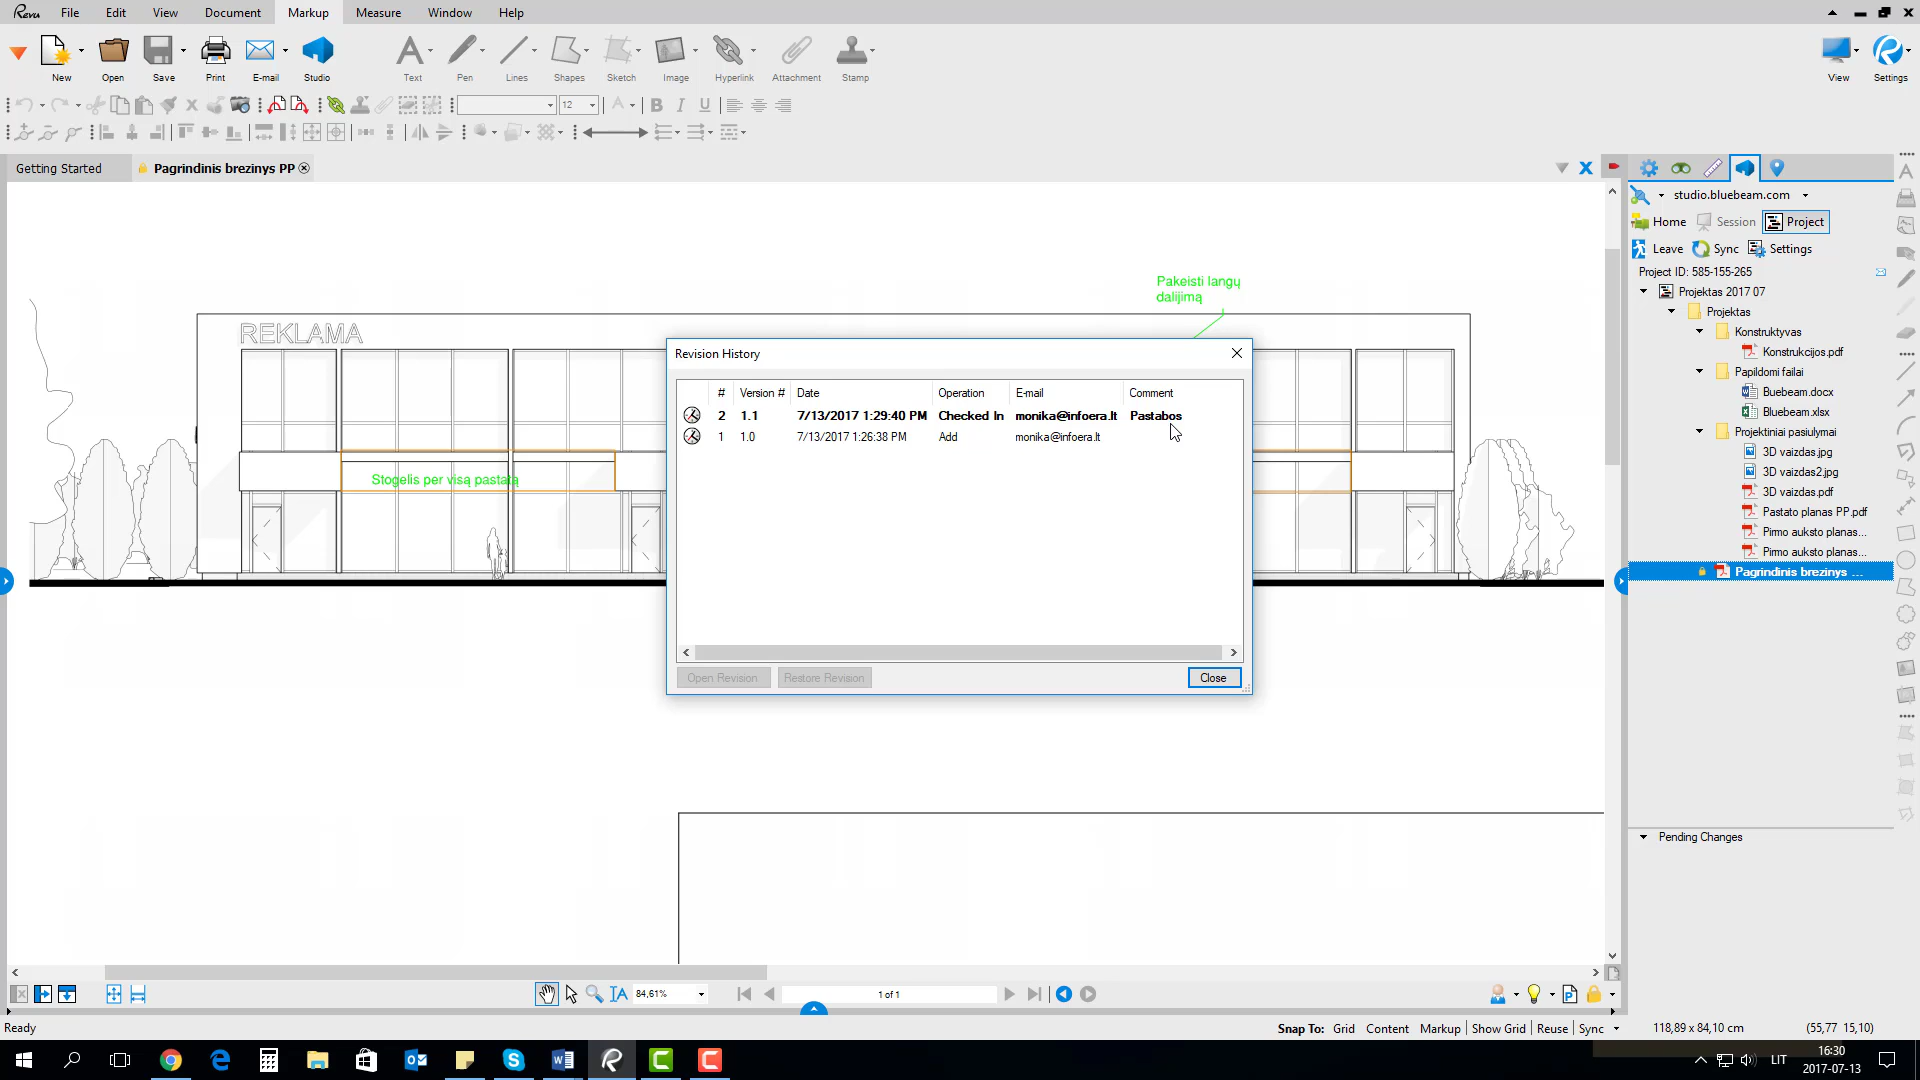 Revu File Edit View Document Markup Measure Window Help
New Open Save Print E-mail Studio Text Pen Lines Shapes Sketch Image Hyperlink Attachment Stamp View Settings
12 A B I U
Getting Started Pagrindinis brezinys PP
studio.bluebeam.com
Home Session Project
Leave Sync Settings
Project ID: 585-155-265
Projektas 2017 07
Projektas
Konstruktyvas
Konstrukcijos.pdf
Papildomi failai
Buebeam.docx
Bluebeam.xlsx
Projektiniai pasiulymai
3D vaizdas.jpg
3D vaizdas2.jpg
3D vaizdas.pdf
Pastato planas PP.pdf
Pirmo auksto planas...
Pirmo auksto planas...
Pagrindinis brezinys ...
Pending Changes
Pakeisti langų
dalijimą
REKLAMA
Stogelis per visą pastatą
Revision History
# Version # Date Operation E-mail Comment
2 1.1 7/13/2017 1:29:40 PM Checked In monika@infoera.lt Pastabos
1 1.0 7/13/2017 1:26:38 PM Add monika@infoera.lt
Open Revision Restore Revision Close
84,61% 1 of 1
Ready Snap To: Grid Content Markup Show Grid Reuse Sync 118,89 x 84,10 cm (55,77 15,10)
LIT 16:30
2017-07-13